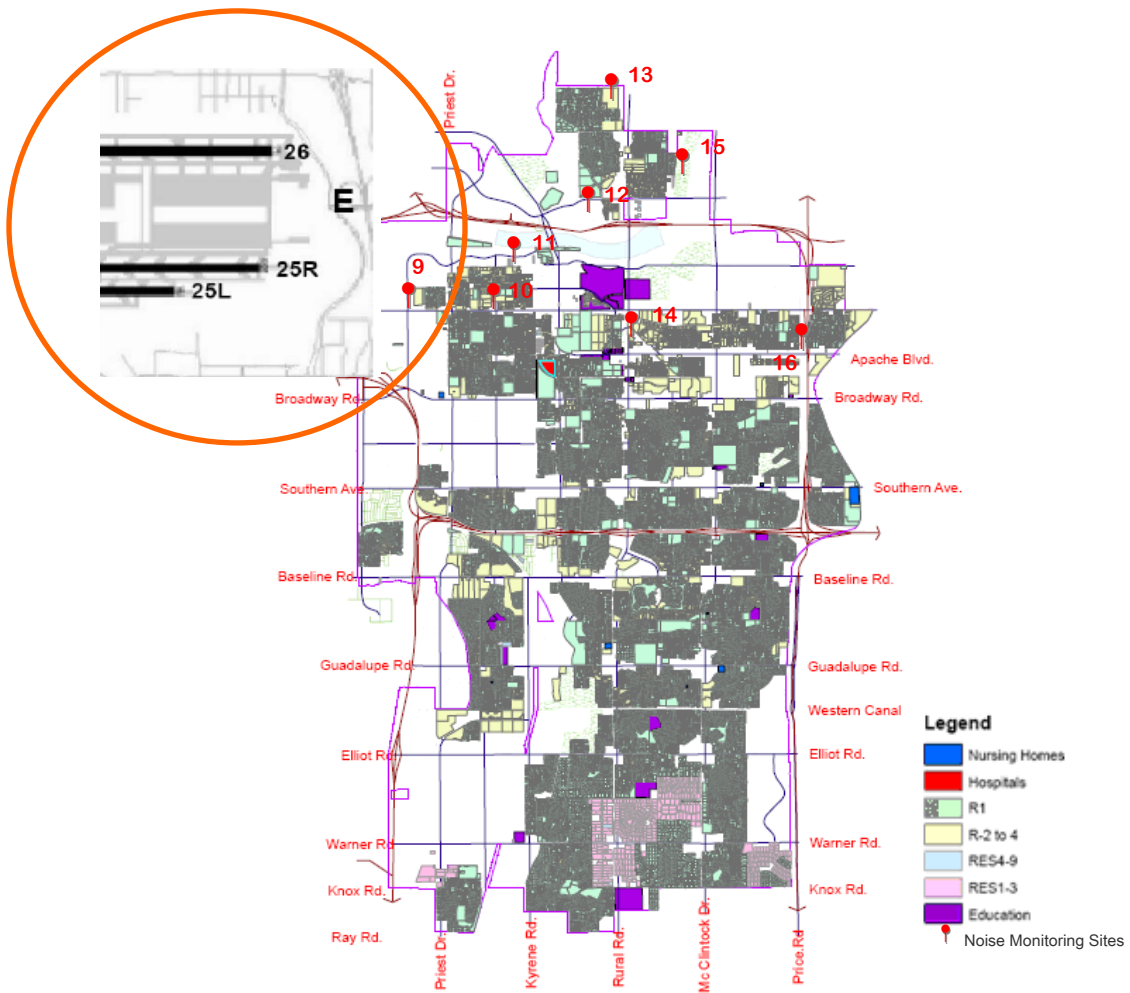 Priest Dr.
13
15
26
12
E
11
9
25R
10
25L
14
16
Apache Blvd.
Broadway Rd.
Broadway Rd.
Southern Ave.
Southern Ave.
Baseline Rd.
Baseline Rd.
Guadalupe Rd.
Guadalupe Rd.
Western Canal
Elliot Rd.
Elliot Rd.
Warner Rd.
Warner Rd.
Knox Rd.
Knox Rd.
Ray Rd.
Priest Dr.
Kyrene Rd.
Rural Rd.
Mc Clintock Dr.
Price.Rd
Legend
Nursing Homes
Hospitals
R1
R-2 to 4
RES4-9
RES1-3
Education
Noise Monitoring Sites